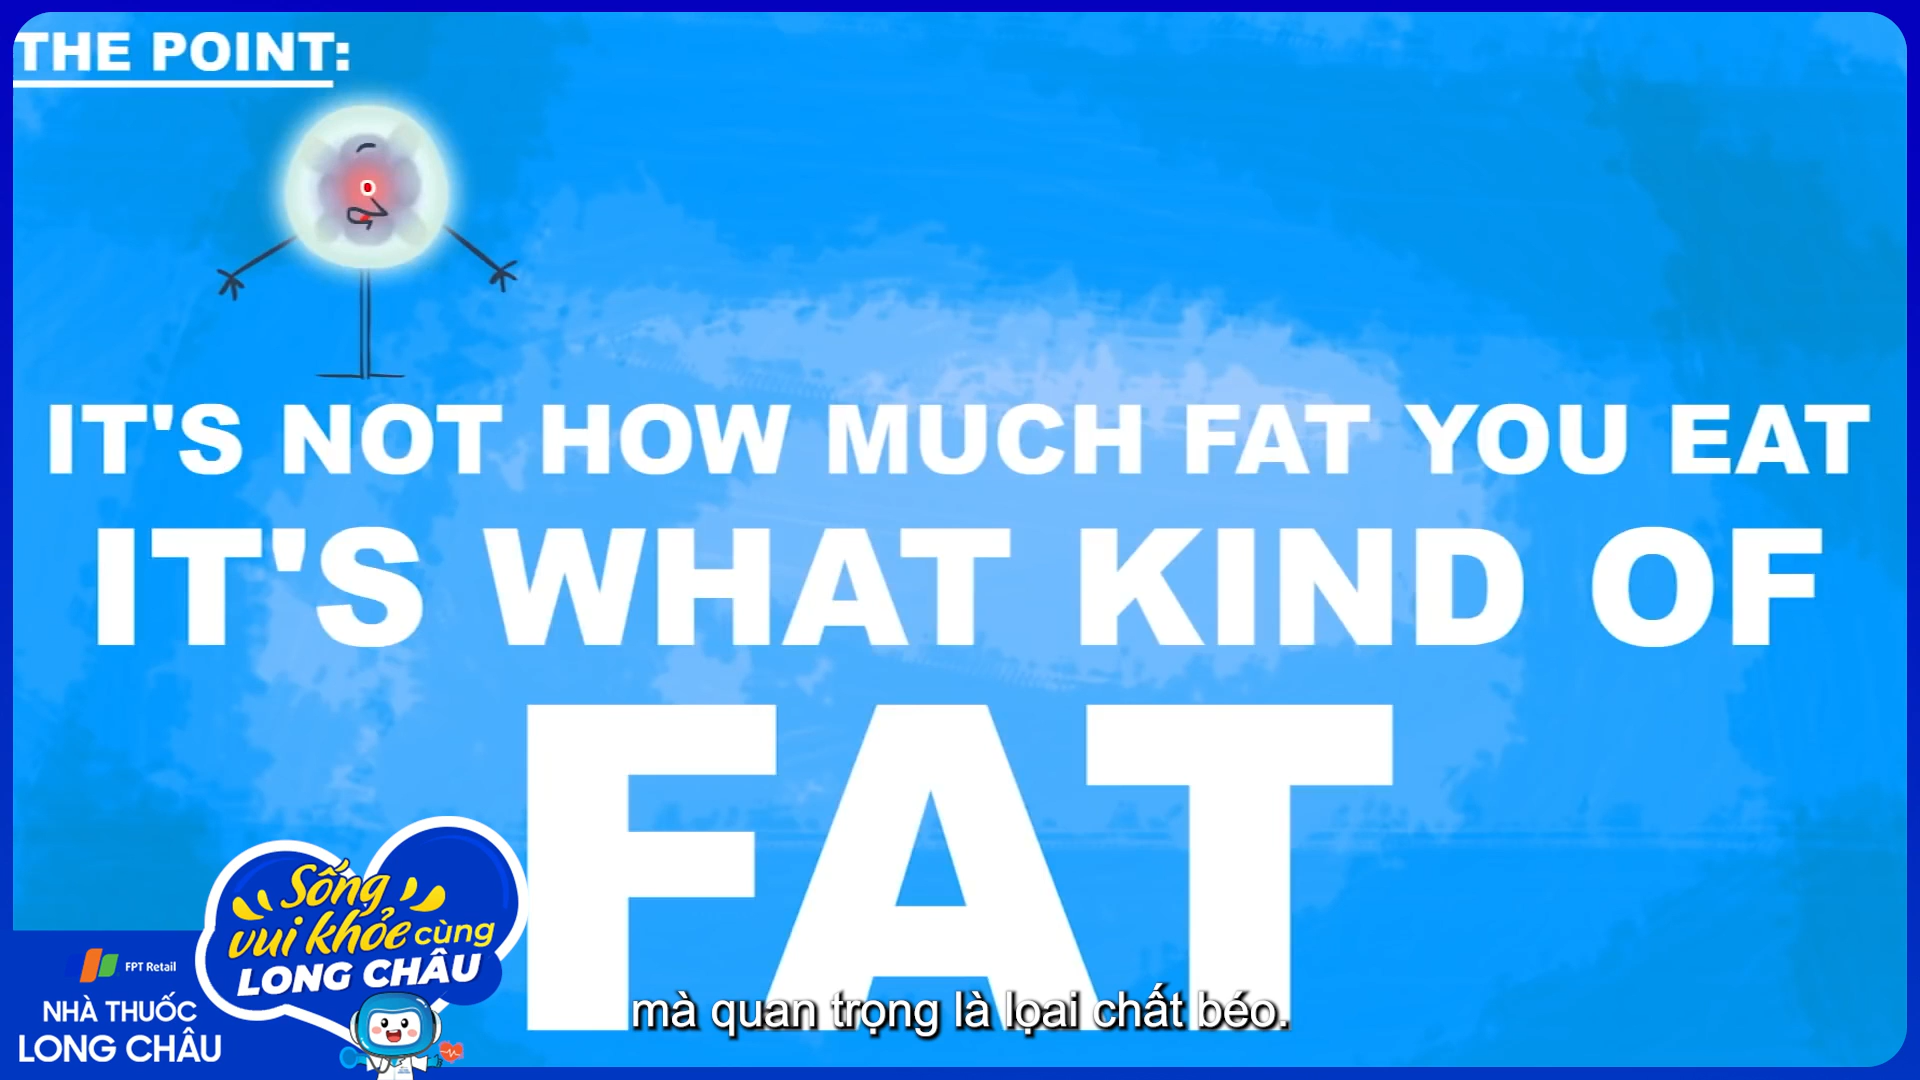 THE POINT:
IT'S NOT HOW MUCH FAT YOU EAT
IT'S WHAT KIND OF
FAT
Sống
vui khỏe cùng
LONG CHÂU
FPT Retail
NHÀ THUỐC
LONG CHÂU
mà quan trọng là loại chất béo.